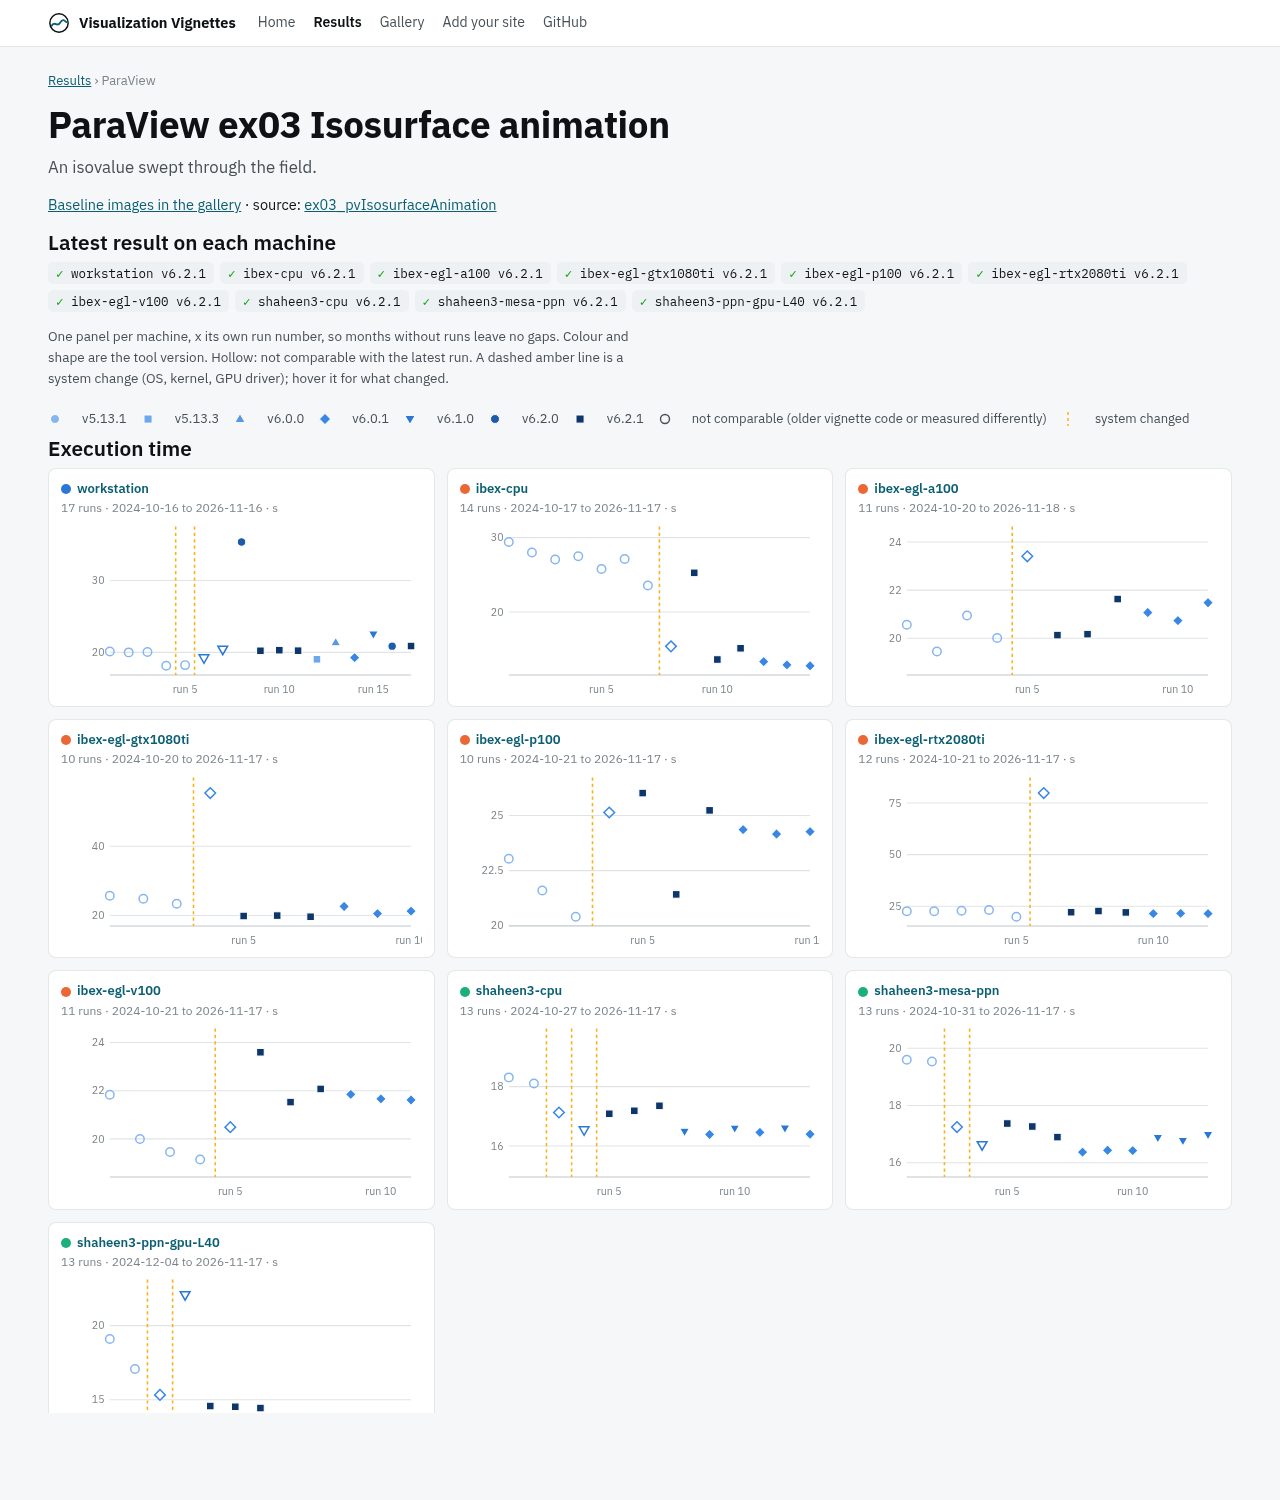 Visualization Vignettes Home Results Gallery Add your site GitHub
Results › ParaView
ParaView ex03 Isosurface animation
An isovalue swept through the field.
Baseline images in the gallery · source: ex03_pvIsosurfaceAnimation
Latest result on each machine
✓ workstation v6.2.1 ✓ ibex-cpu v6.2.1 ✓ ibex-egl-a100 v6.2.1 ✓ ibex-egl-gtx1080ti v6.2.1 ✓ ibex-egl-p100 v6.2.1 ✓ ibex-egl-rtx2080ti v6.2.1
✓ ibex-egl-v100 v6.2.1 ✓ shaheen3-cpu v6.2.1 ✓ shaheen3-mesa-ppn v6.2.1 ✓ shaheen3-ppn-gpu-L40 v6.2.1
One panel per machine, x its own run number, so months without runs leave no gaps. Colour and
shape are the tool version. Hollow: not comparable with the latest run. A dashed amber line is a
system change (OS, kernel, GPU driver); hover it for what changed.
v5.13.1 v5.13.3 v6.0.0 v6.0.1 v6.1.0 v6.2.0 v6.2.1 not comparable (older vignette code or measured differently) system changed
Execution time
workstation
17 runs · 2024-10-16 to 2026-11-16 · s
30
20
run 5 run 10 run 15
ibex-cpu
14 runs · 2024-10-17 to 2026-11-17 · s
30
20
run 5 run 10
ibex-egl-a100
11 runs · 2024-10-20 to 2026-11-18 · s
24
22
20
run 5 run 10
ibex-egl-gtx1080ti
10 runs · 2024-10-20 to 2026-11-17 · s
40
20
run 5 run 10
ibex-egl-p100
10 runs · 2024-10-21 to 2026-11-17 · s
25
22.5
20
run 5 run 1
ibex-egl-rtx2080ti
12 runs · 2024-10-21 to 2026-11-17 · s
75
50
25
run 5 run 10
ibex-egl-v100
11 runs · 2024-10-21 to 2026-11-17 · s
24
22
20
run 5 run 10
shaheen3-cpu
13 runs · 2024-10-27 to 2026-11-17 · s
18
16
run 5 run 10
shaheen3-mesa-ppn
13 runs · 2024-10-31 to 2026-11-17 · s
20
18
16
run 5 run 10
shaheen3-ppn-gpu-L40
13 runs · 2024-12-04 to 2026-11-17 · s
20
15